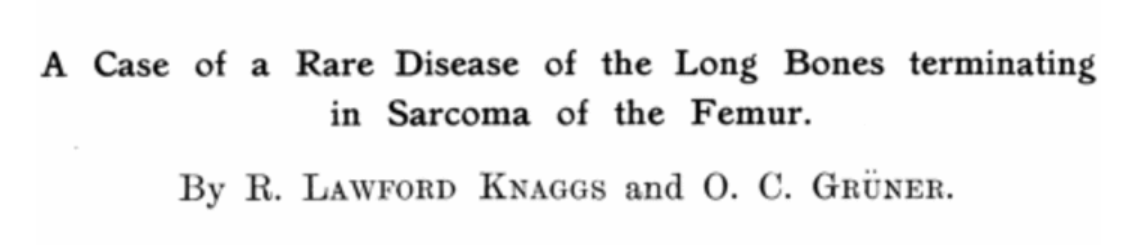 A Case of a Rare Disease of the Long Bones terminating
in Sarcoma of the Femur.
By R. LAWFORD KNAGGS and O. C. GRÜNER.